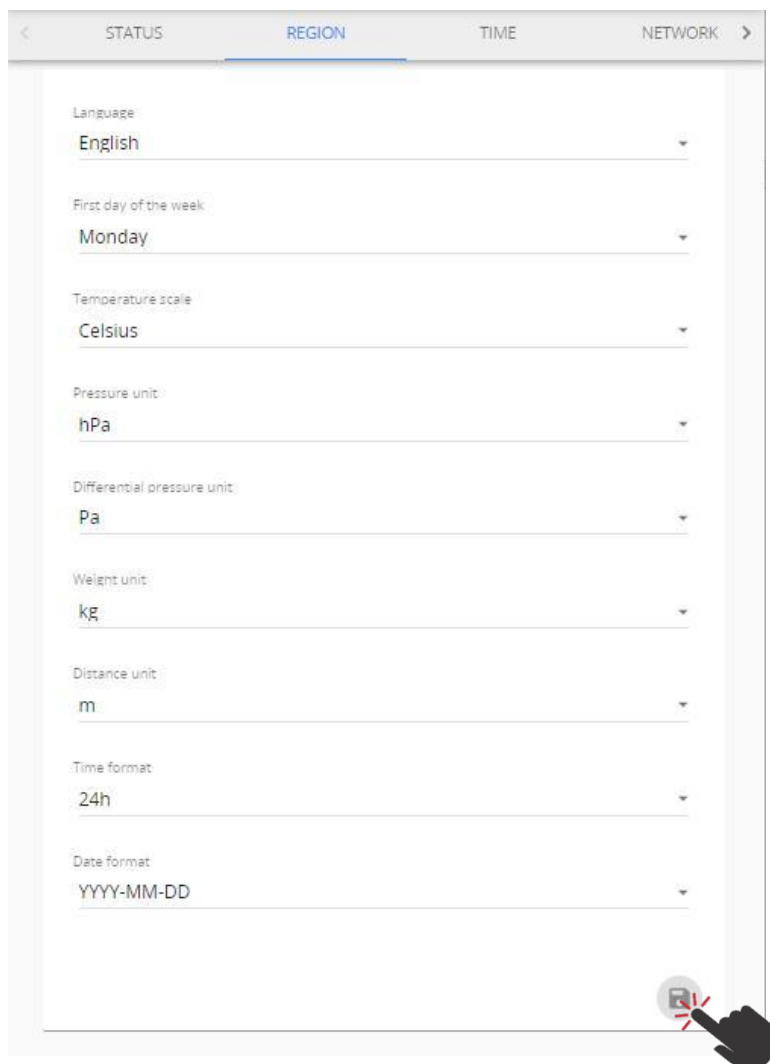 STATUS REGION TIME NETWORK
Language
English
First day of the week
Monday
Temperature scale
Celsius
Pressure unit
hPa
Differential pressure unit
Pa
Weight unit
kg
Distance unit
m
Time format
24h
Date format
YYYY-MM-DD